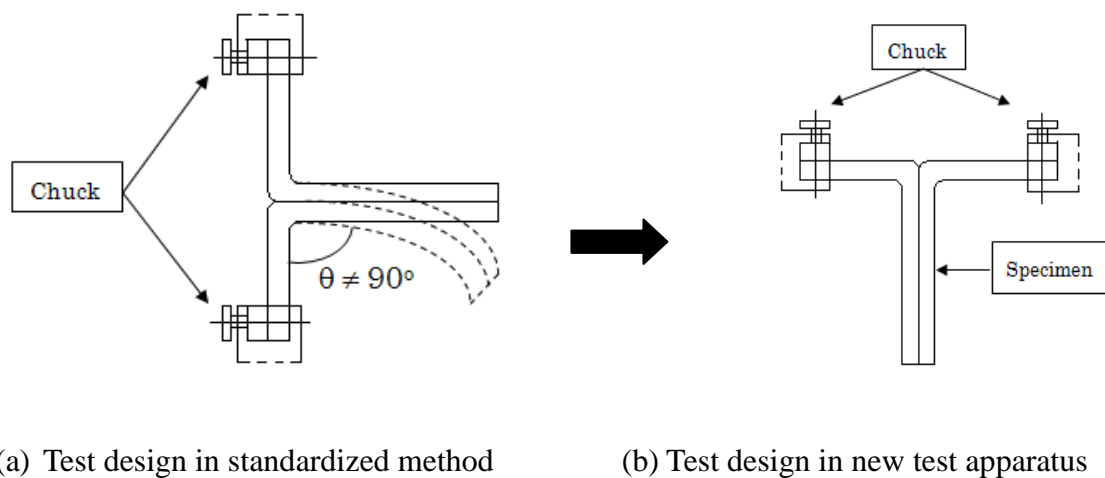 Chuck
Chuck
θ ≠ 90°
Specimen
(a) Test design in standardized method
(b) Test design in new test apparatus